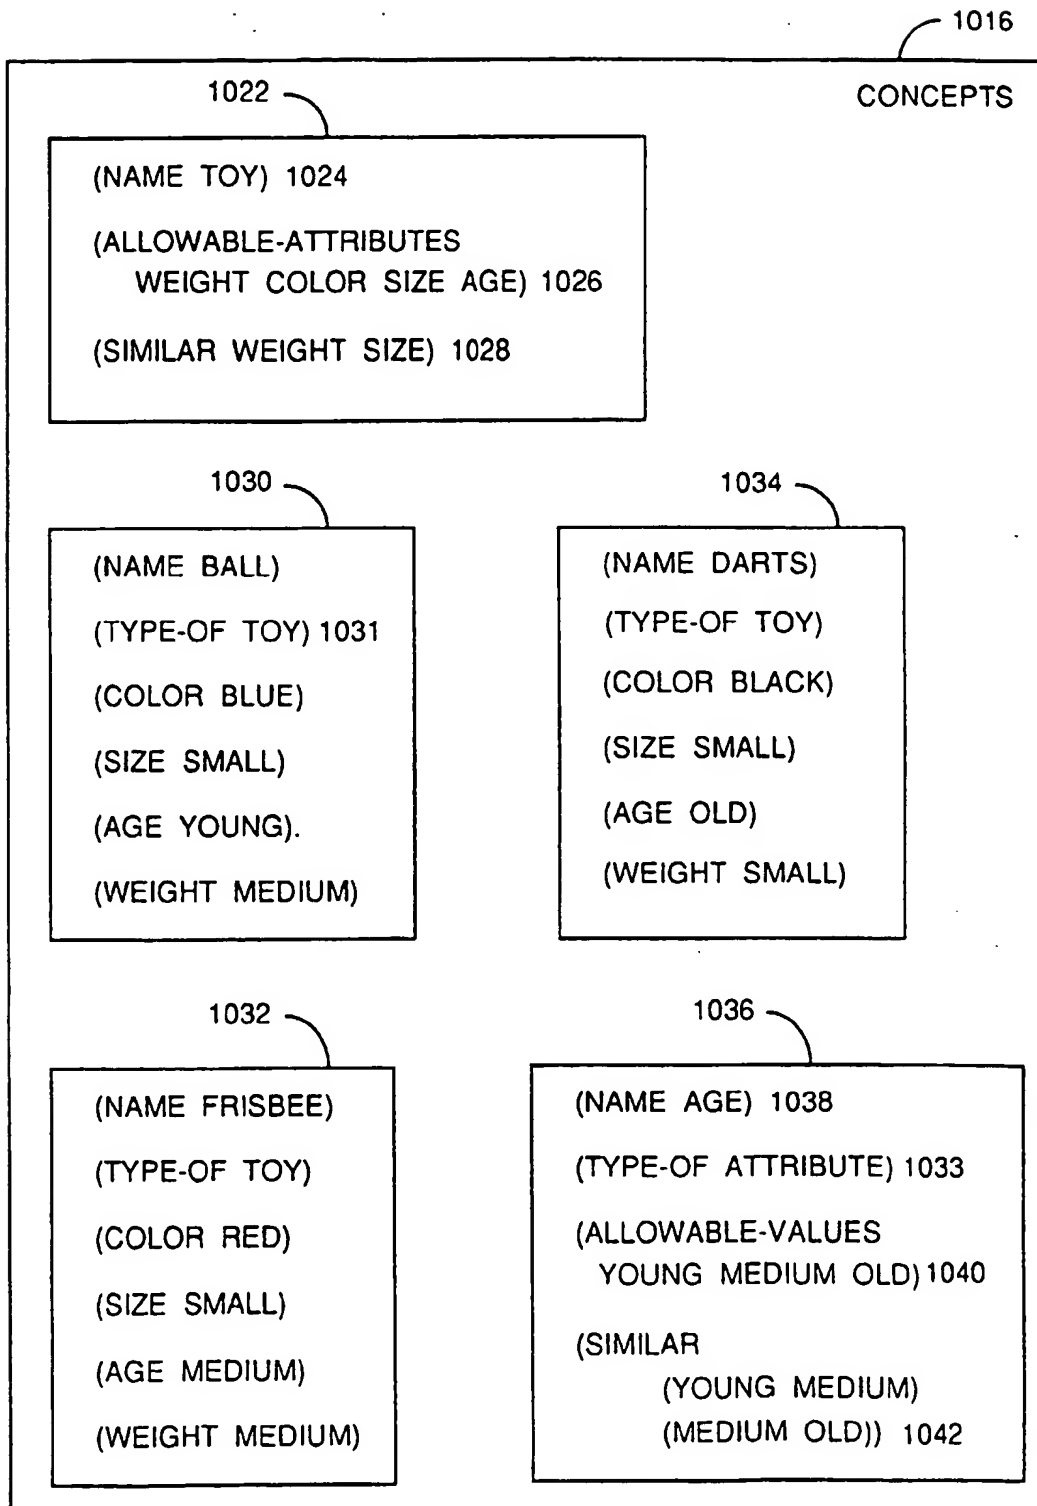 1016
CONCEPTS
1022
(NAME TOY) 1024
(ALLOWABLE-ATTRIBUTES
WEIGHT COLOR SIZE AGE) 1026
(SIMILAR WEIGHT SIZE) 1028
1030
(NAME BALL)
(TYPE-OF TOY) 1031
(COLOR BLUE)
(SIZE SMALL)
(AGE YOUNG).
(WEIGHT MEDIUM)
1034
(NAME DARTS)
(TYPE-OF TOY)
(COLOR BLACK)
(SIZE SMALL)
(AGE OLD)
(WEIGHT SMALL)
1032
(NAME FRISBEE)
(TYPE-OF TOY)
(COLOR RED)
(SIZE SMALL)
(AGE MEDIUM)
(WEIGHT MEDIUM)
1036
(NAME AGE) 1038
(TYPE-OF ATTRIBUTE) 1033
(ALLOWABLE-VALUES
YOUNG MEDIUM OLD) 1040
(SIMILAR
(YOUNG MEDIUM)
(MEDIUM OLD)) 1042